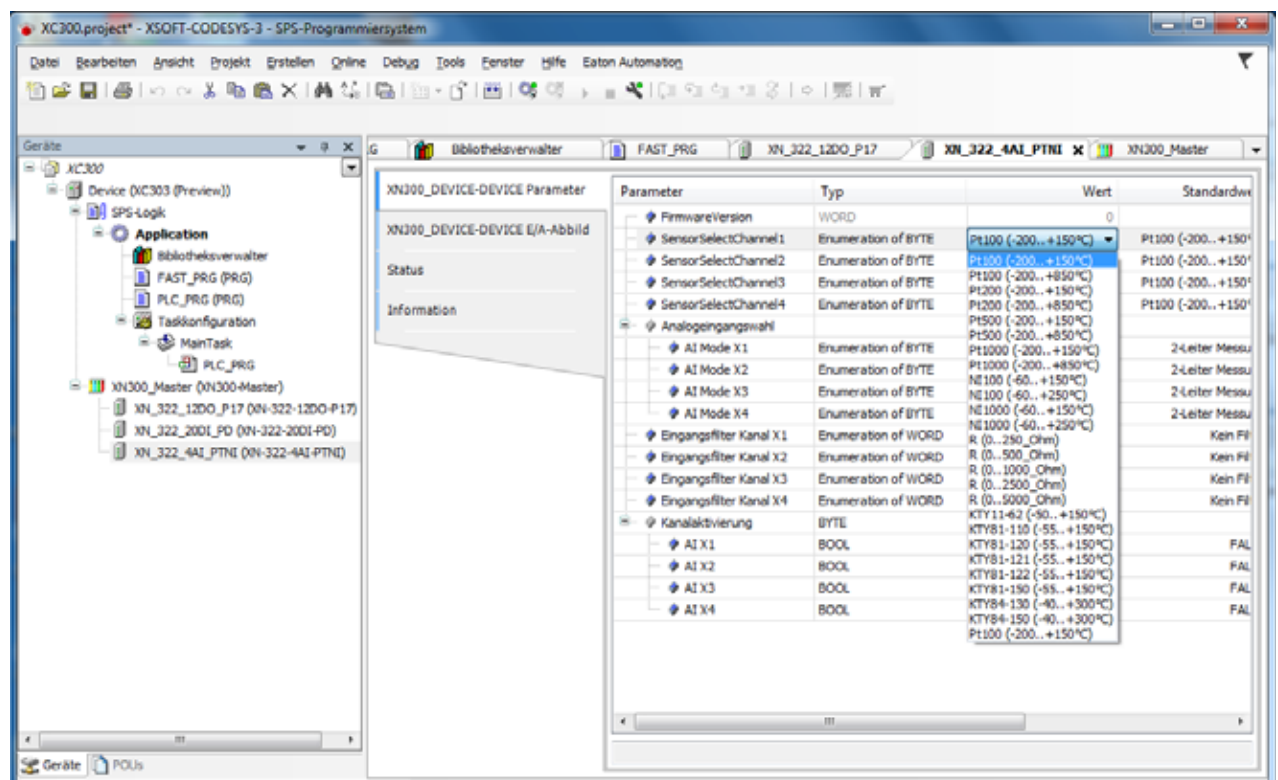 XC300.project* - XSOFT-CODESYS-3 - SPS-Programmiersystem
Datei Bearbeiten Ansicht Projekt Erstellen Online Debug Tools Fenster Hilfe Eaton Automation
Geräte
XC300
Device (XC303 (Preview))
SPS-Logik
Application
Bibliotheksverwalter
FAST_PRG (PRG)
PLC_PRG (PRG)
Taskkonfiguration
MainTask
PLC_PRG
XN300_Master (XN300-Master)
XN_322_12DO_P17 (XN-322-12DO-P17)
XN_322_20DI_PD (XN-322-20DI-PD)
XN_322_4AI_PTNI (XN-322-4AI-PTNI)
Geräte POUs
Bibliotheksverwalter FAST_PRG XN_322_12DO_P17 XN_322_4AI_PTNI XN300_Master
XN300_DEVICE-DEVICE Parameter
XN300_DEVICE-DEVICE E/A-Abbild
Status
Information
Parameter Typ Wert Standardwe
FirmwareVersion WORD 0
SensorSelectChannel1 Enumeration of BYTE Pt100 (-200..+150°C) Pt100 (-200..+150°
SensorSelectChannel2 Enumeration of BYTE Pt100 (-200..+150°
SensorSelectChannel3 Enumeration of BYTE Pt100 (-200..+150°
SensorSelectChannel4 Enumeration of BYTE Pt100 (-200..+150°
Analogeingangswahl
AI Mode X1 Enumeration of BYTE 2-Leiter Messu
AI Mode X2 Enumeration of BYTE 2-Leiter Messu
AI Mode X3 Enumeration of BYTE 2-Leiter Messu
AI Mode X4 Enumeration of BYTE 2-Leiter Messu
Eingangsfilter Kanal X1 Enumeration of WORD Kein Fil
Eingangsfilter Kanal X2 Enumeration of WORD Kein Fil
Eingangsfilter Kanal X3 Enumeration of WORD Kein Fil
Eingangsfilter Kanal X4 Enumeration of WORD Kein Fil
Kanalaktivierung BYTE
AI X1 BOOL FAL
AI X2 BOOL FAL
AI X3 BOOL FAL
AI X4 BOOL FAL
Pt100 (-200..+150°C)
Pt100 (-200..+850°C)
Pt200 (-200..+150°C)
Pt200 (-200..+850°C)
Pt500 (-200..+150°C)
Pt500 (-200..+850°C)
Pt1000 (-200..+150°C)
Pt1000 (-200..+850°C)
NI100 (-60..+150°C)
NI100 (-60..+250°C)
NI1000 (-60..+150°C)
NI1000 (-60..+250°C)
R (0..250_Ohm)
R (0..500_Ohm)
R (0..1000_Ohm)
R (0..2500_Ohm)
R (0..5000_Ohm)
KTY11-62 (-50..+150°C)
KTY81-110 (-55..+150°C)
KTY81-120 (-55..+150°C)
KTY81-121 (-55..+150°C)
KTY81-122 (-55..+150°C)
KTY81-150 (-55..+150°C)
KTY84-130 (-40..+300°C)
KTY84-150 (-40..+300°C)
Pt100 (-200..+150°C)